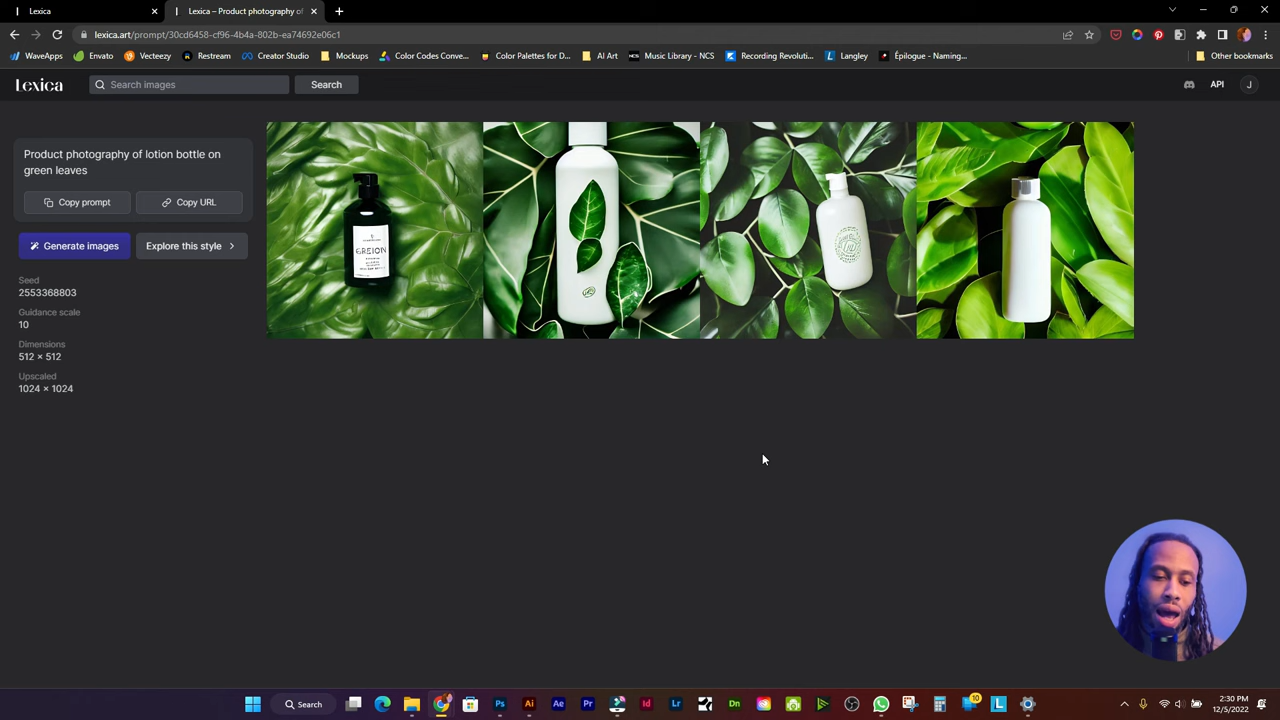 Lexica
Lexica – Product photography of
lexica.art/prompt/30cd6458-cf96-4b4a-802b-ea74692e06c1
WaveApps
Envato
Vecteezy
Restream
Creator Studio
Mockups
Color Codes Conve...
Color Palettes for D...
AI Art
Music Library - NCS
Recording Revoluti...
Langley
Épilogue - Naming...
Other bookmarks
Lexica
Search images
Search
API
J
Product photography of lotion bottle on
green leaves
Copy prompt
Copy URL
Generate images
Explore this style
Seed
2553368803
Guidance scale
10
Dimensions
512 × 512
Upscaled
1024 × 1024
GREION
Search
10
2:30 PM
12/5/2022